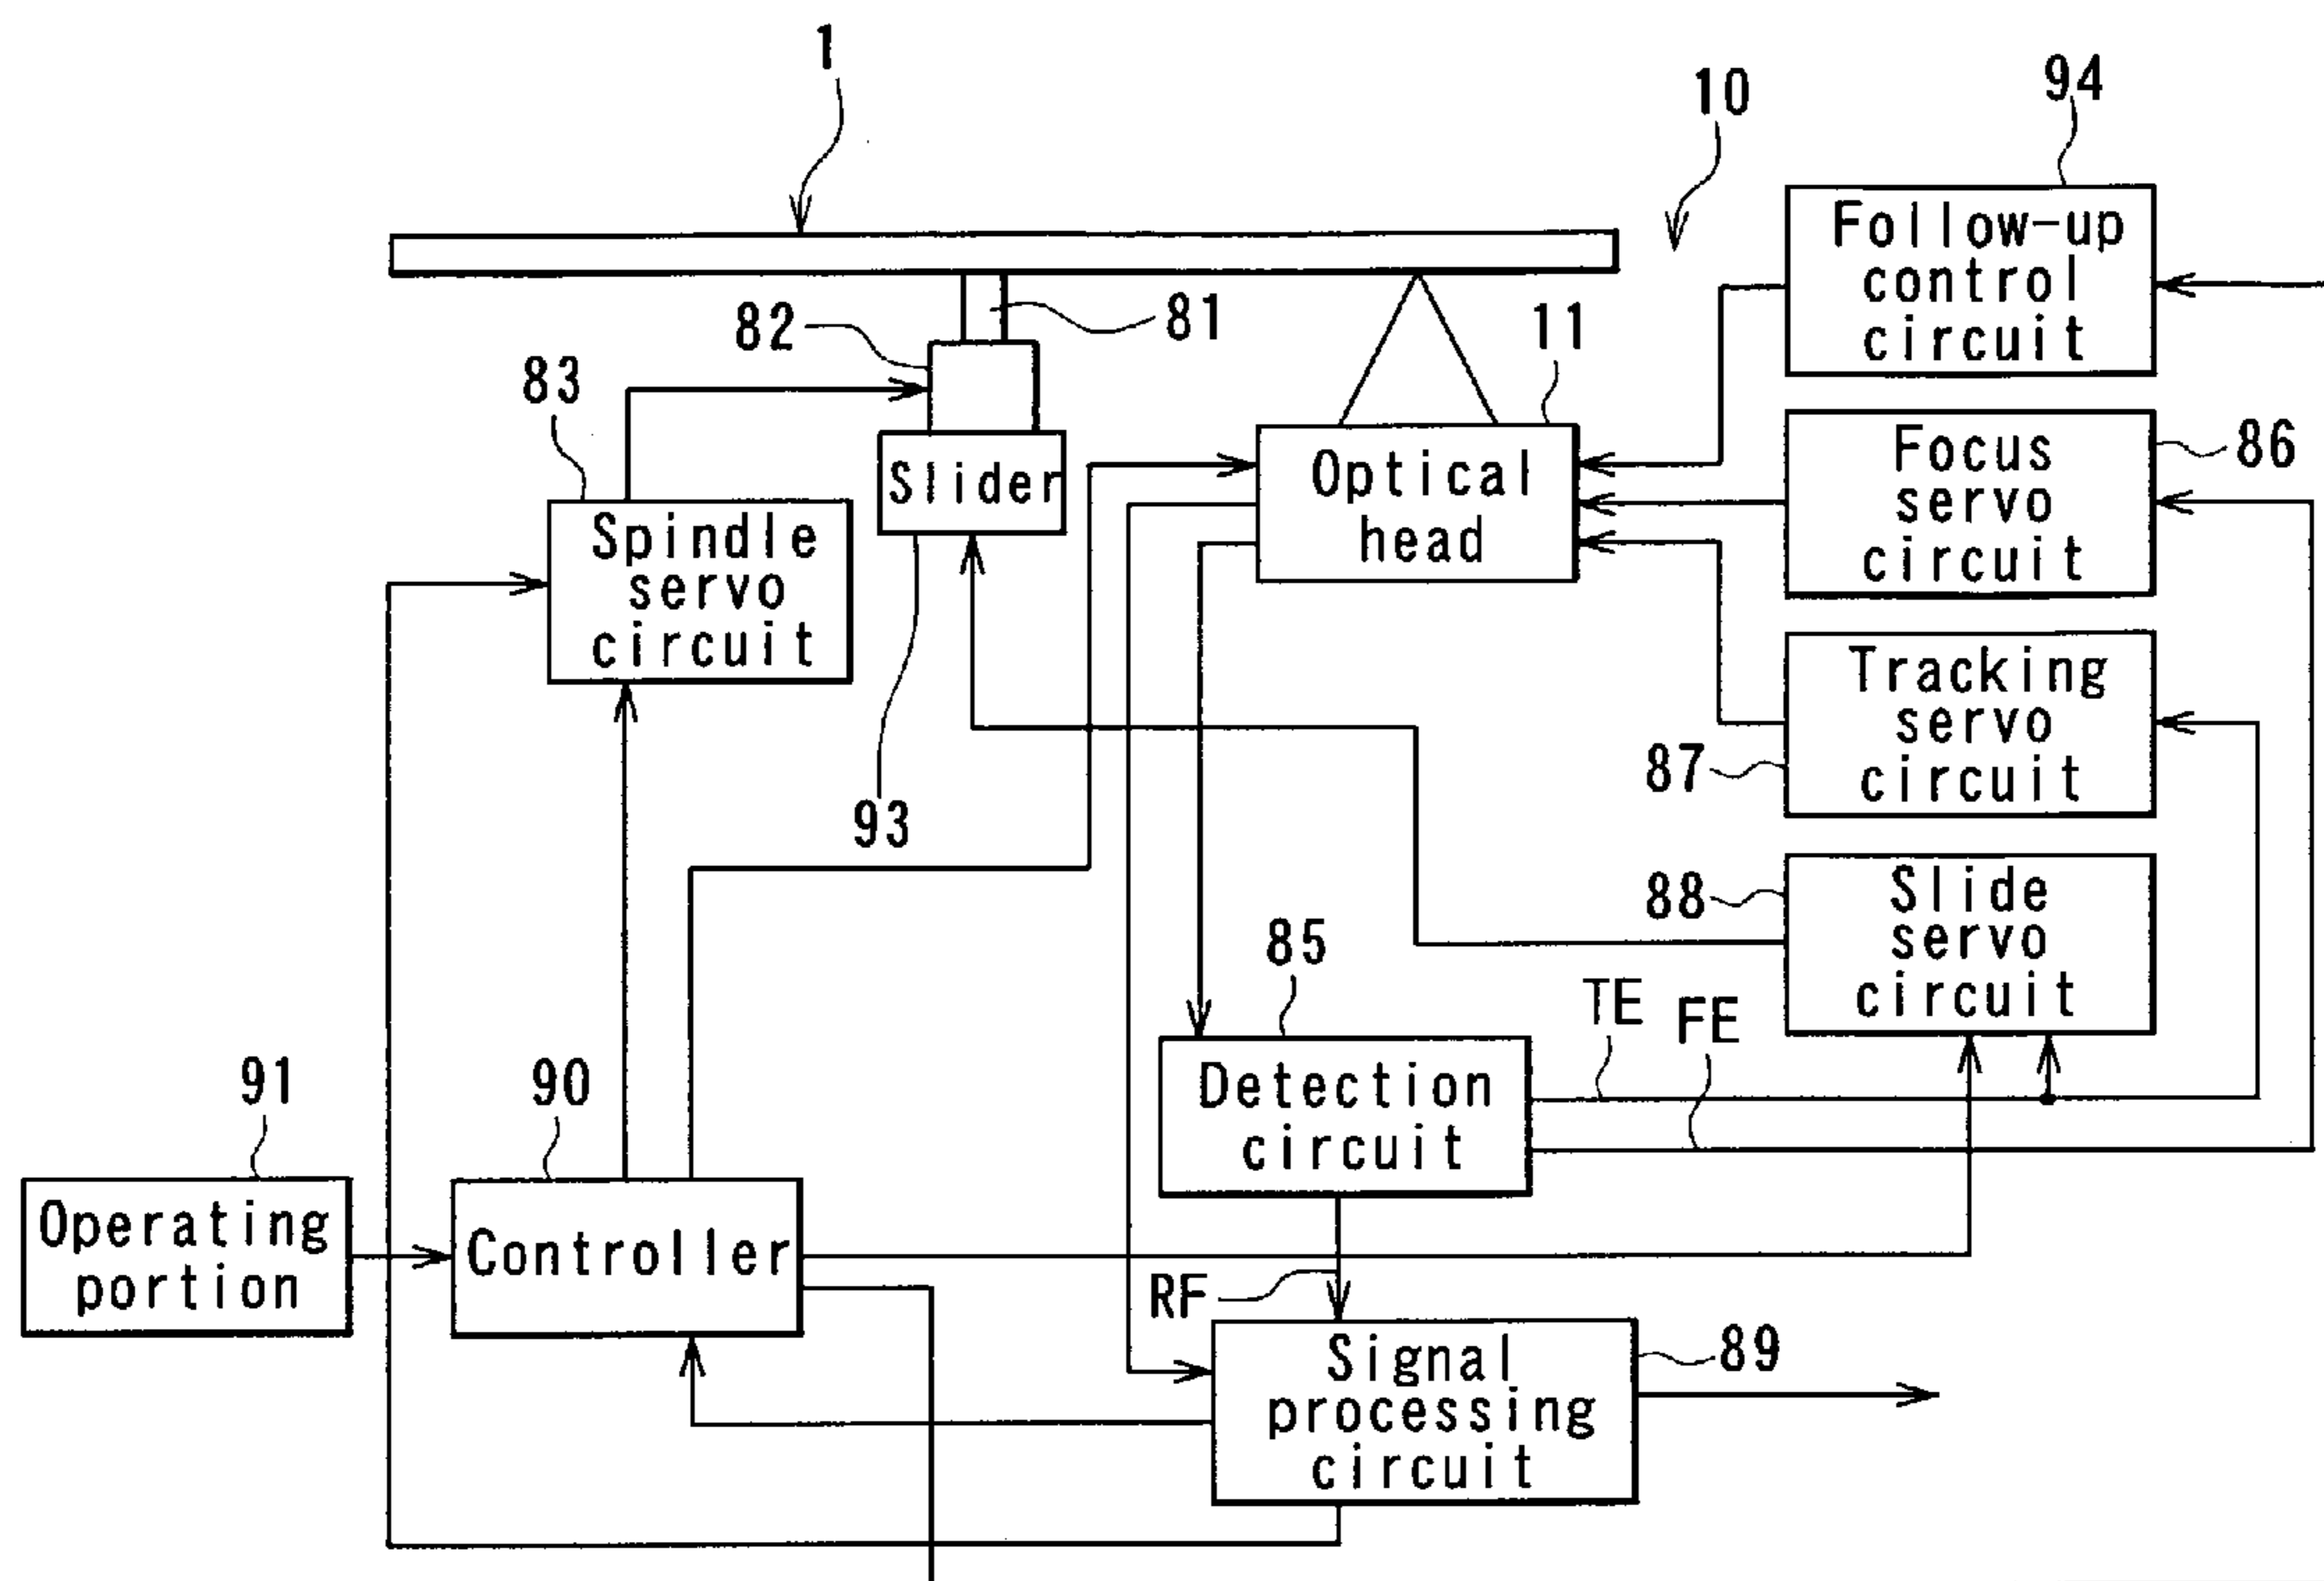 1
10
94
Follow-up
control
circuit
82
81
11
83
Focus
servo
circuit
86
Slider
Optical
head
Spindle
servo
circuit
Tracking
servo
circuit
87
93
88
Slide
servo
circuit
85
TE
FE
91
90
Detection
circuit
Operating
portion
Controller
RF
Signal
processing
circuit
89